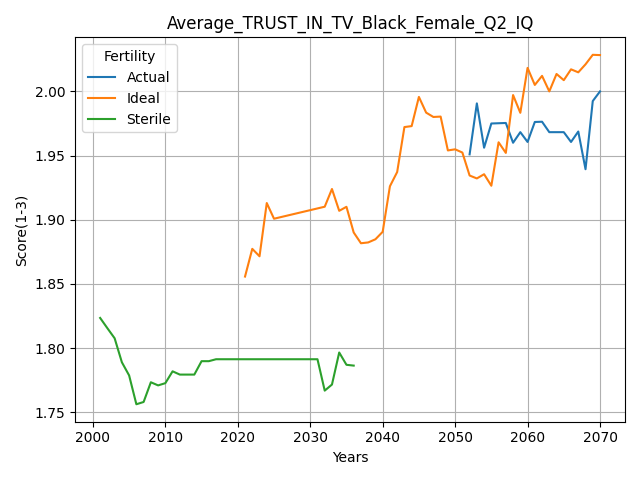 Average_TRUST_IN_TV_Black_Female_Q2_IQ
Fertility
Actual
Ideal
Sterile
Score(1-3)
2.00
1.95
1.90
1.85
1.80
1.75
2000 2010 2020 2030 2040 2050 2060 2070
Years